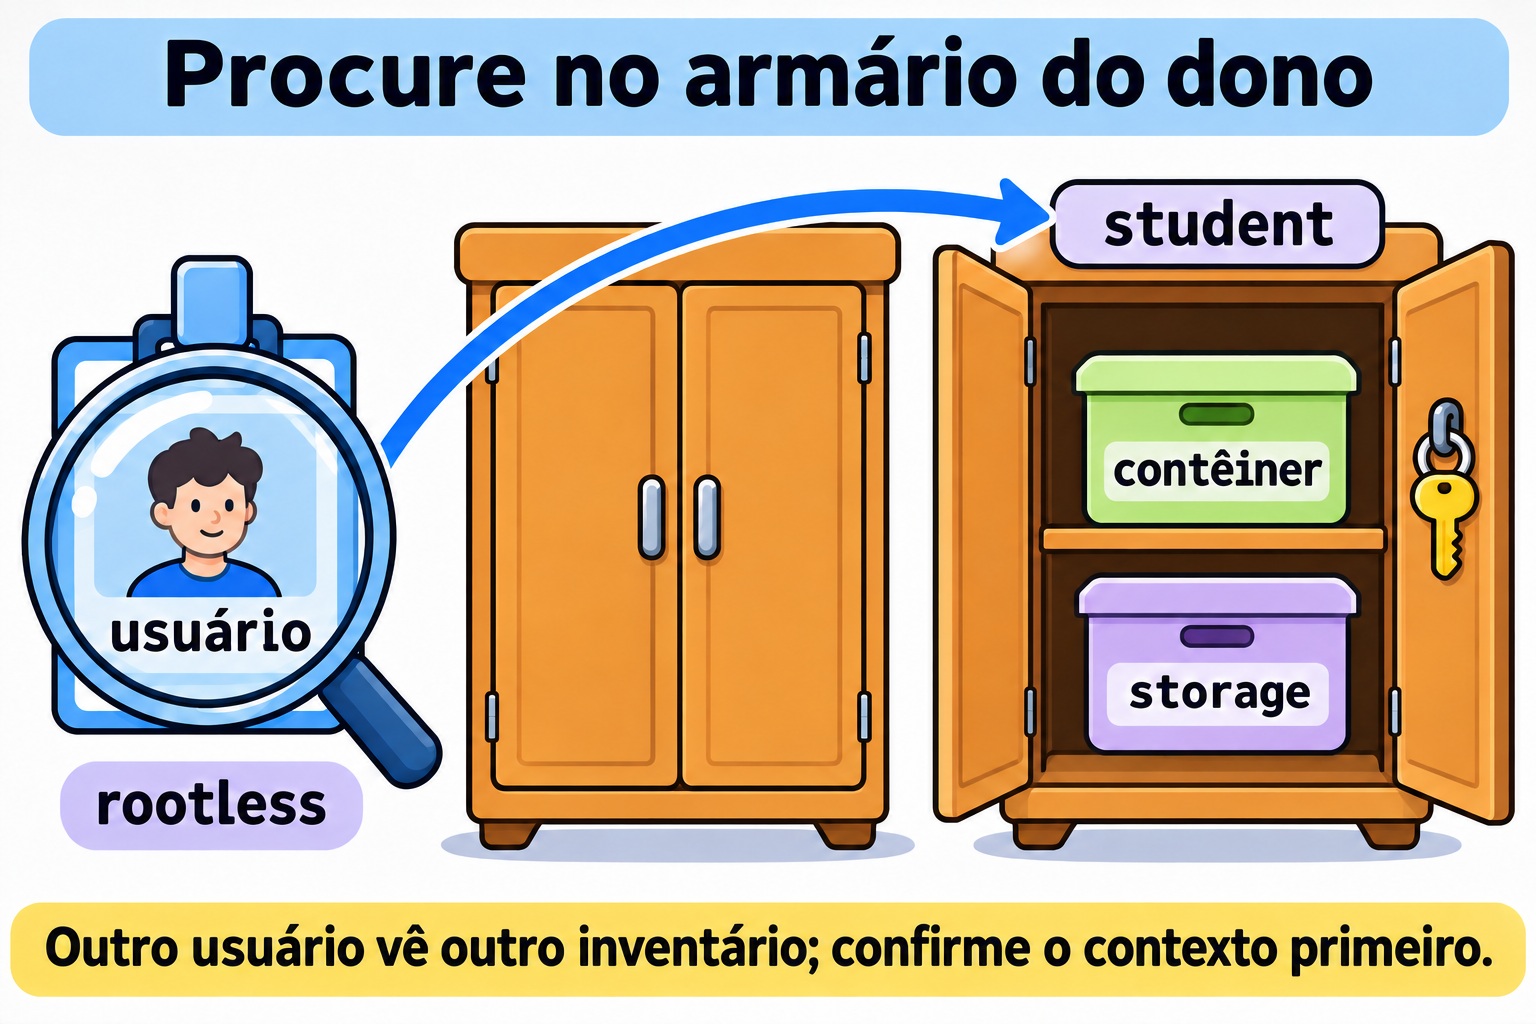 Procure no armário do dono
student
contêiner
usuário
storage
rootless
Outro usuário vê outro inventário; confirme o contexto primeiro.